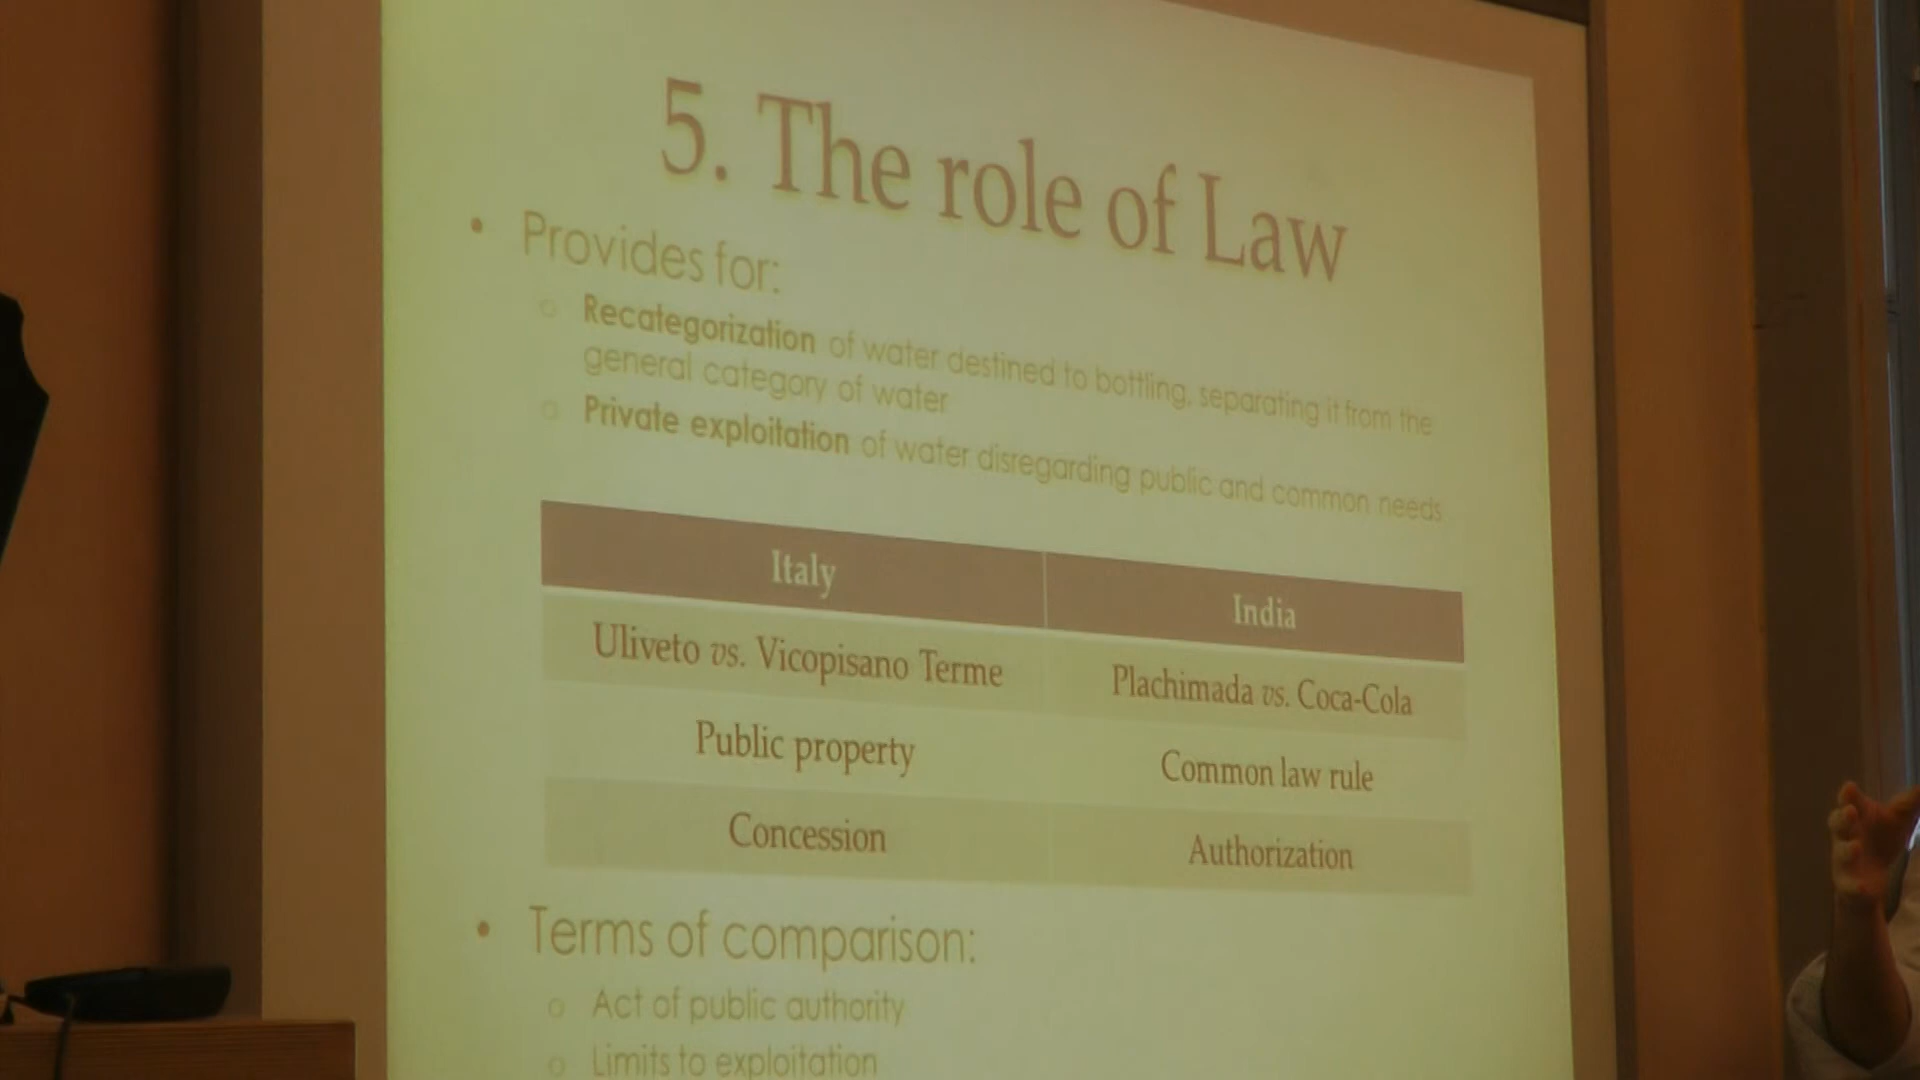 5. The role of Law
• Provides for:
o Recategorization of water destined to bottling, separating it from the
general category of water
o Private exploitation of water disregarding public and common needs
Italy India
Uliveto vs. Vicopisano Terme Plachimada vs. Coca-Cola
Public property Common law rule
Concession Authorization
• Terms of comparison:
o Act of public authority
o Limits to exploitation